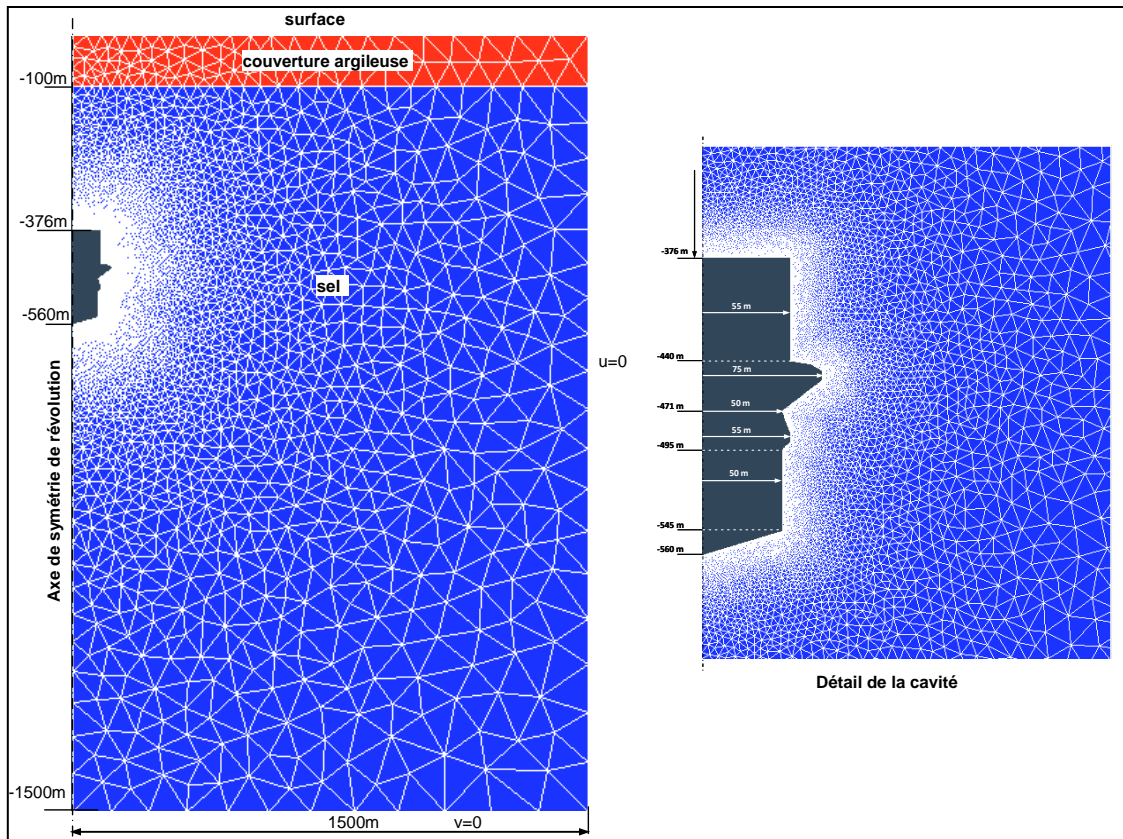 surface
couverture argileuse
-100m
-376m
sel
-560m
u=0
Axe de symétrie de révolution
-1500m
1500m
v=0
-376 m
55 m
-440 m
75 m
-471 m
50 m
55 m
-495 m
50 m
-545 m
-560 m
Détail de la cavité